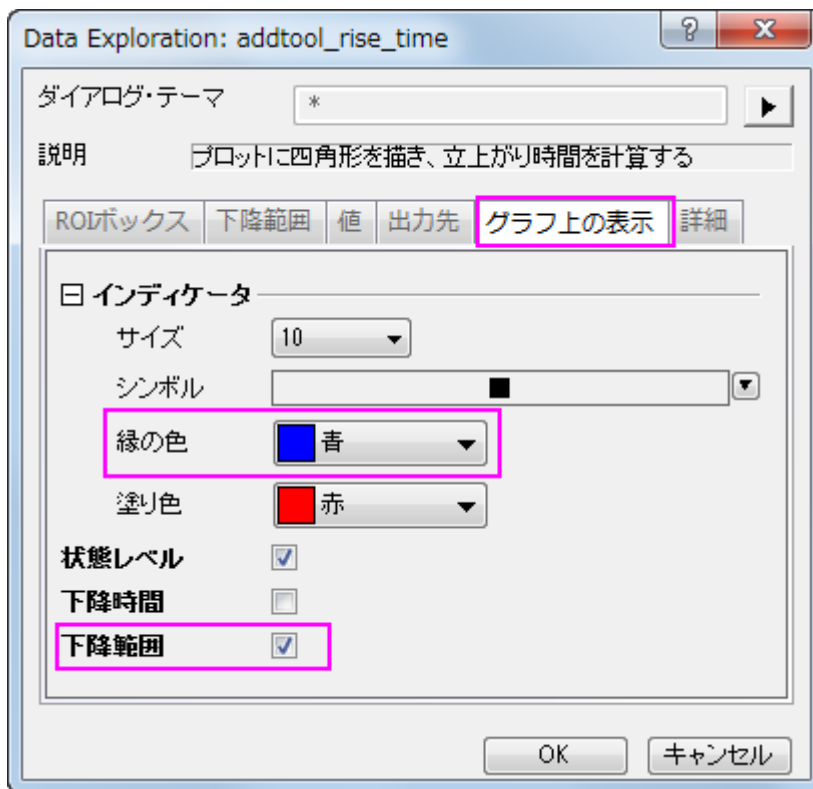 Data Exploration: addtool_rise_time
ダイアログ・テーマ *
説明 プロットに四角形を描き、立上がり時間を計算する
ROIボックス 下降範囲 値 出力先 グラフ上の表示 詳細
インディケータ
サイズ 10
シンボル
縁の色 青
塗り色 赤
状態レベル
下降時間
下降範囲
OK キャンセル